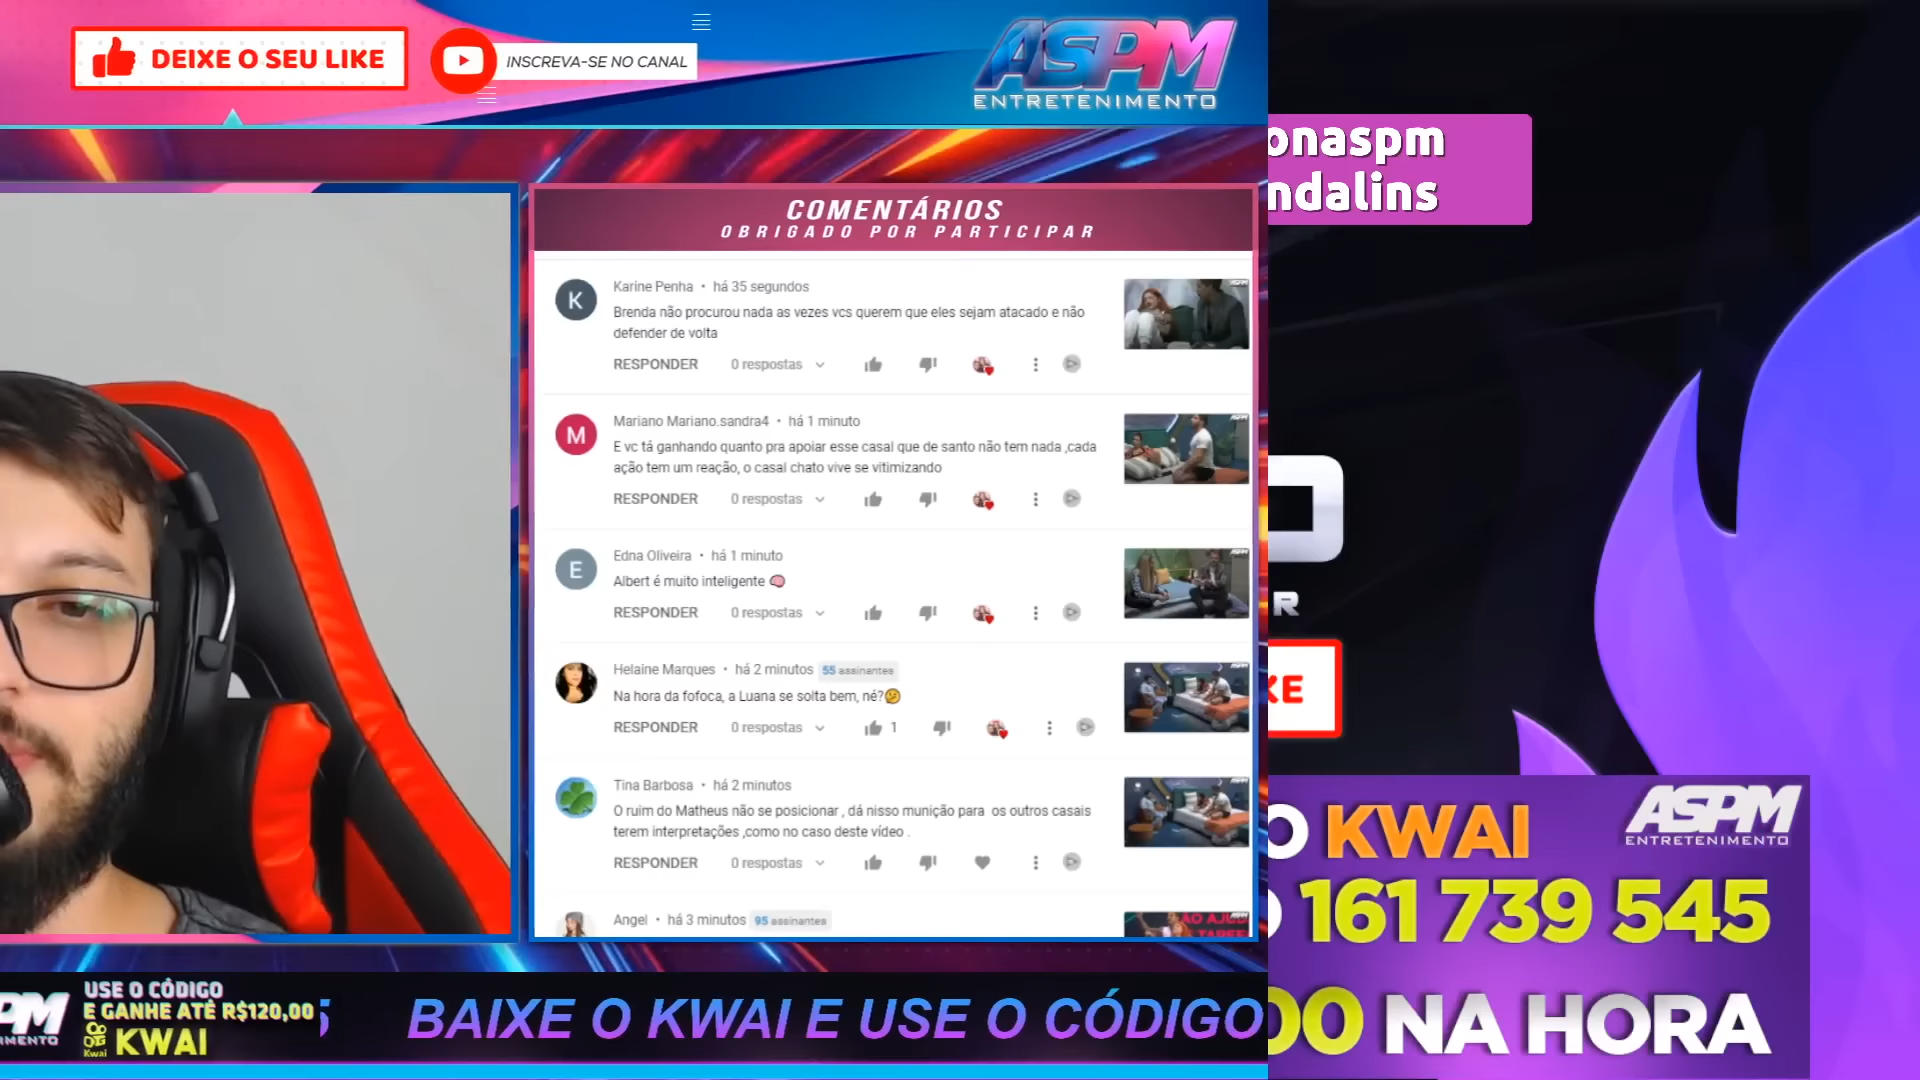 DEIXE O SEU LIKE
INSCREVA-SE NO CANAL
ASPM
ENTRETENIMENTO
onaspm
ndalins
COMENTÁRIOS
OBRIGADO POR PARTICIPAR
K
Karine Penha • há 35 segundos
Brenda não procurou nada as vezes vcs querem que eles sejam atacado e não
defender de volta
RESPONDER 0 respostas
M
Mariano Mariano.sandra4 • há 1 minuto
E vc tá ganhando quanto pra apoiar esse casal que de santo não tem nada ,cada
ação tem um reação, o casal chato vive se vitimizando
RESPONDER 0 respostas
E
Edna Oliveira • há 1 minuto
Albert é muito inteligente 🧠
RESPONDER 0 respostas
Helaine Marques • há 2 minutos 55 assinantes
Na hora da fofoca, a Luana se solta bem, né?🤔
RESPONDER 0 respostas 1
Tina Barbosa • há 2 minutos
O ruim do Matheus não se posicionar , dá nisso munição para os outros casais
terem interpretações ,como no caso deste vídeo .
RESPONDER 0 respostas
Angel • há 3 minutos 95 assinantes
R
KE
O KWAI
ASPM
ENTRETENIMENTO
O 161 739 545
00 NA HORA
PM
IMENTO
USE O CÓDIGO
E GANHE ATÉ R$120,00
Kwai
KWAI
5
BAIXE O KWAI E USE O CÓDIGO